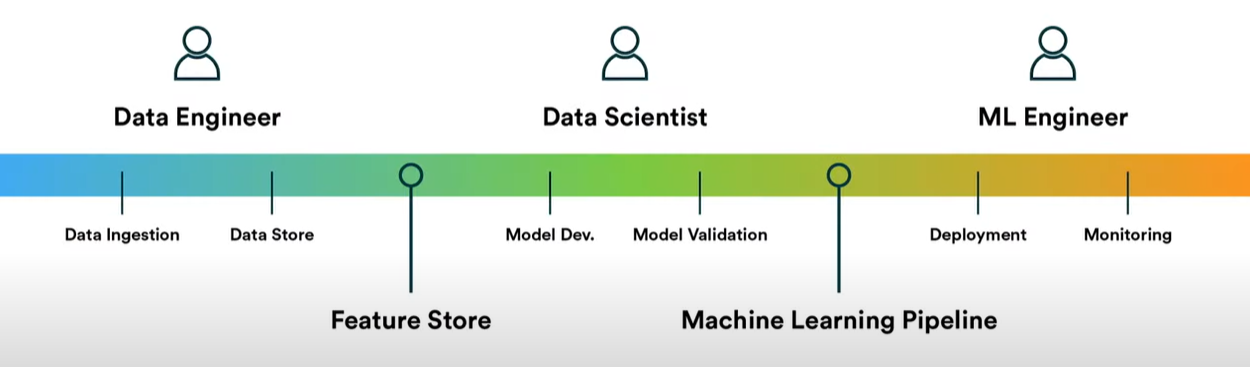 Data Engineer
Data Scientist
ML Engineer
Data Ingestion
Data Store
Model Dev.
Model Validation
Deployment
Monitoring
Feature Store
Machine Learning Pipeline